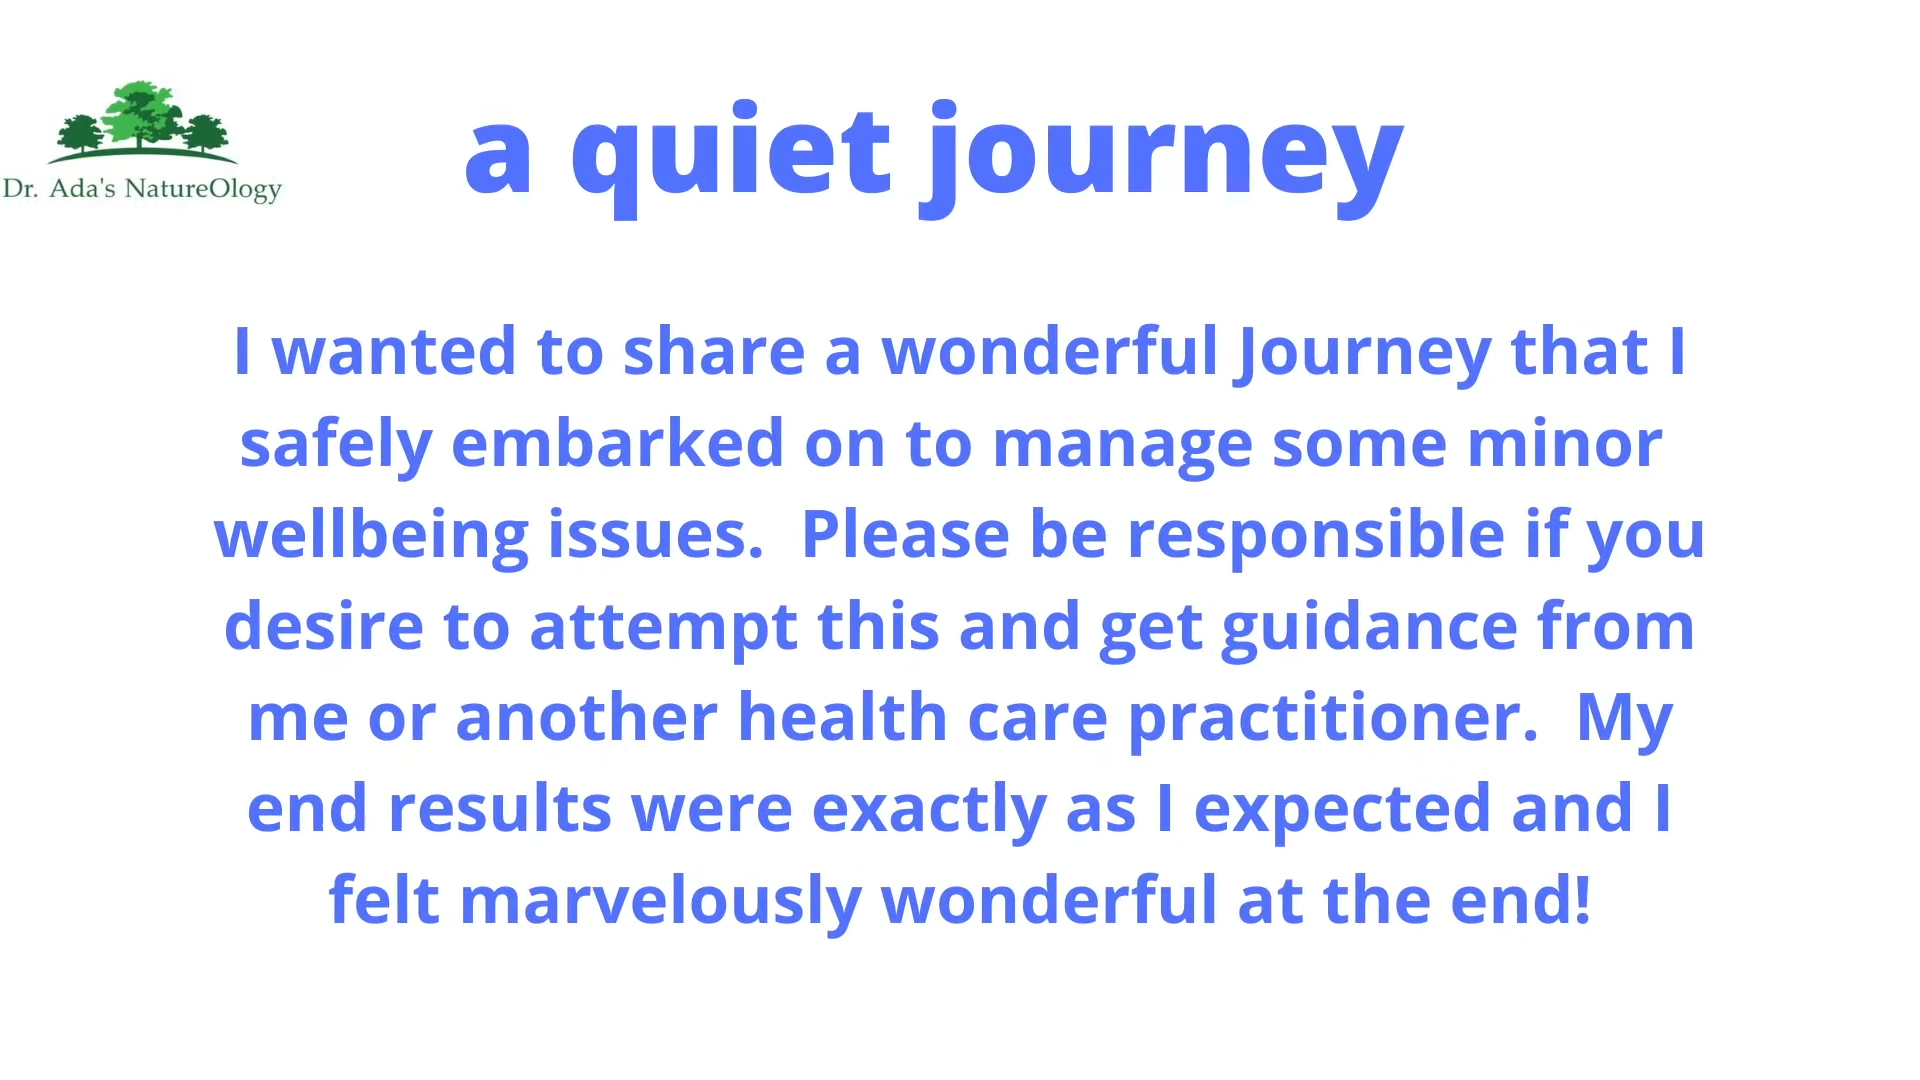 Dr. Ada's NatureOlogy
a quiet journey
I wanted to share a wonderful Journey that I
safely embarked on to manage some minor
wellbeing issues.  Please be responsible if you
desire to attempt this and get guidance from
me or another health care practitioner.  My
end results were exactly as I expected and I
felt marvelously wonderful at the end!